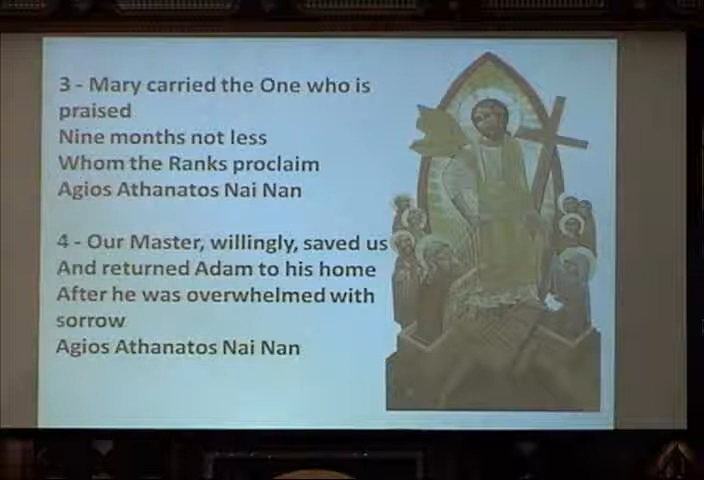 3 - Mary carried the One who is
praised
Nine months not less
Whom the Ranks proclaim
Agios Athanatos Nai Nan
4 - Our Master, willingly, saved us
And returned Adam to his home
After he was overwhelmed with
sorrow
Agios Athanatos Nai Nan